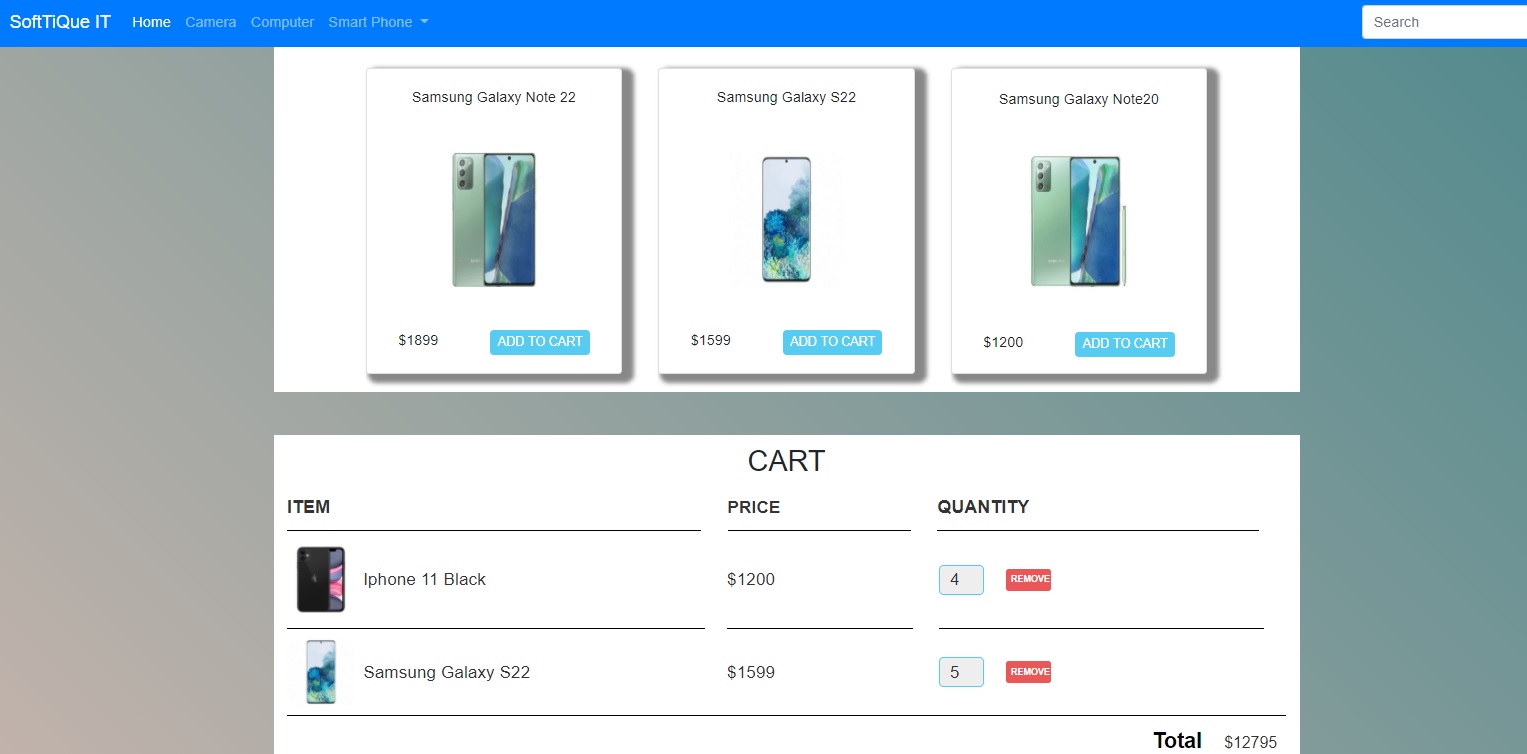 SoftTiQue IT Home Camera Computer Smart Phone Search
Samsung Galaxy Note 22
Samsung Galaxy S22
Samsung Galaxy Note20
$1899 ADD TO CART
$1599 ADD TO CART
$1200 ADD TO CART
CART
ITEM PRICE QUANTITY
Iphone 11 Black $1200 4 REMOVE
Samsung Galaxy S22 $1599 5 REMOVE
Total $12795